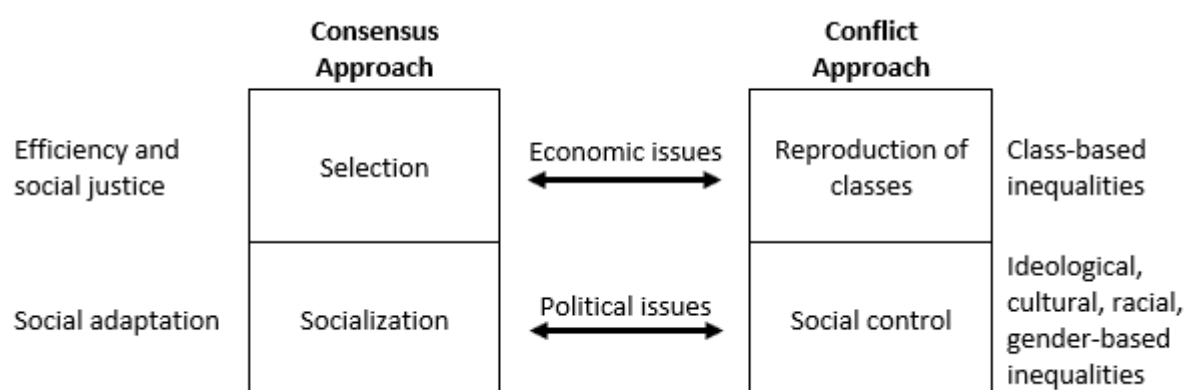 Consensus
Approach
Conflict
Approach
Efficiency and
social justice
Selection
Economic issues
Reproduction of
classes
Class-based
inequalities
Social adaptation
Socialization
Political issues
Social control
Ideological,
cultural, racial,
gender-based
inequalities